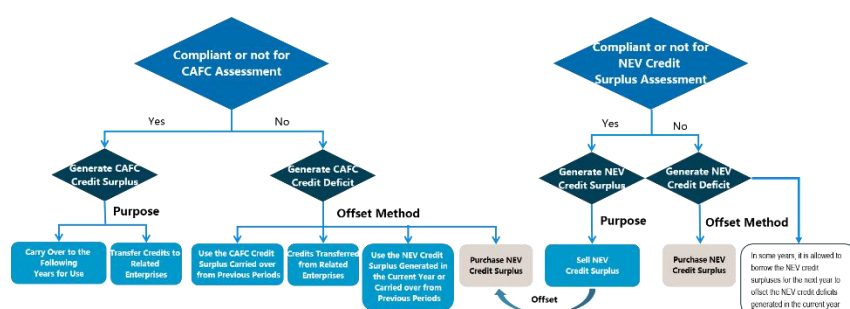 Compliant or not for
CAFC Assessment
Yes
No
Generate CAFC
Credit Surplus
Generate CAFC
Credit Deficit
Purpose
Offset Method
Carry Over to the
Following
Years for Use
Transfer Credits to
Related
Enterprises
Use the CAFC Credit
Surplus Carried over
from Previous Periods
Credits Transferred
from Related
Enterprises
Use the NEV Credit
Surplus Generated in
the Current Year or
Carried over from
Previous Periods
Purchase NEV
Credit Surplus
Compliant or not for
NEV Credit
Surplus Assessment
Yes
No
Generate NEV
Credit Surplus
Generate NEV
Credit Deficit
Purpose
Offset Method
Sell NEV
Credit Surplus
Purchase NEV
Credit Surplus
In some years, it is allowed to
borrow the NEV credit
surpluses for the next year to
offset the NEV credit deficits
generated in the current year
Offset